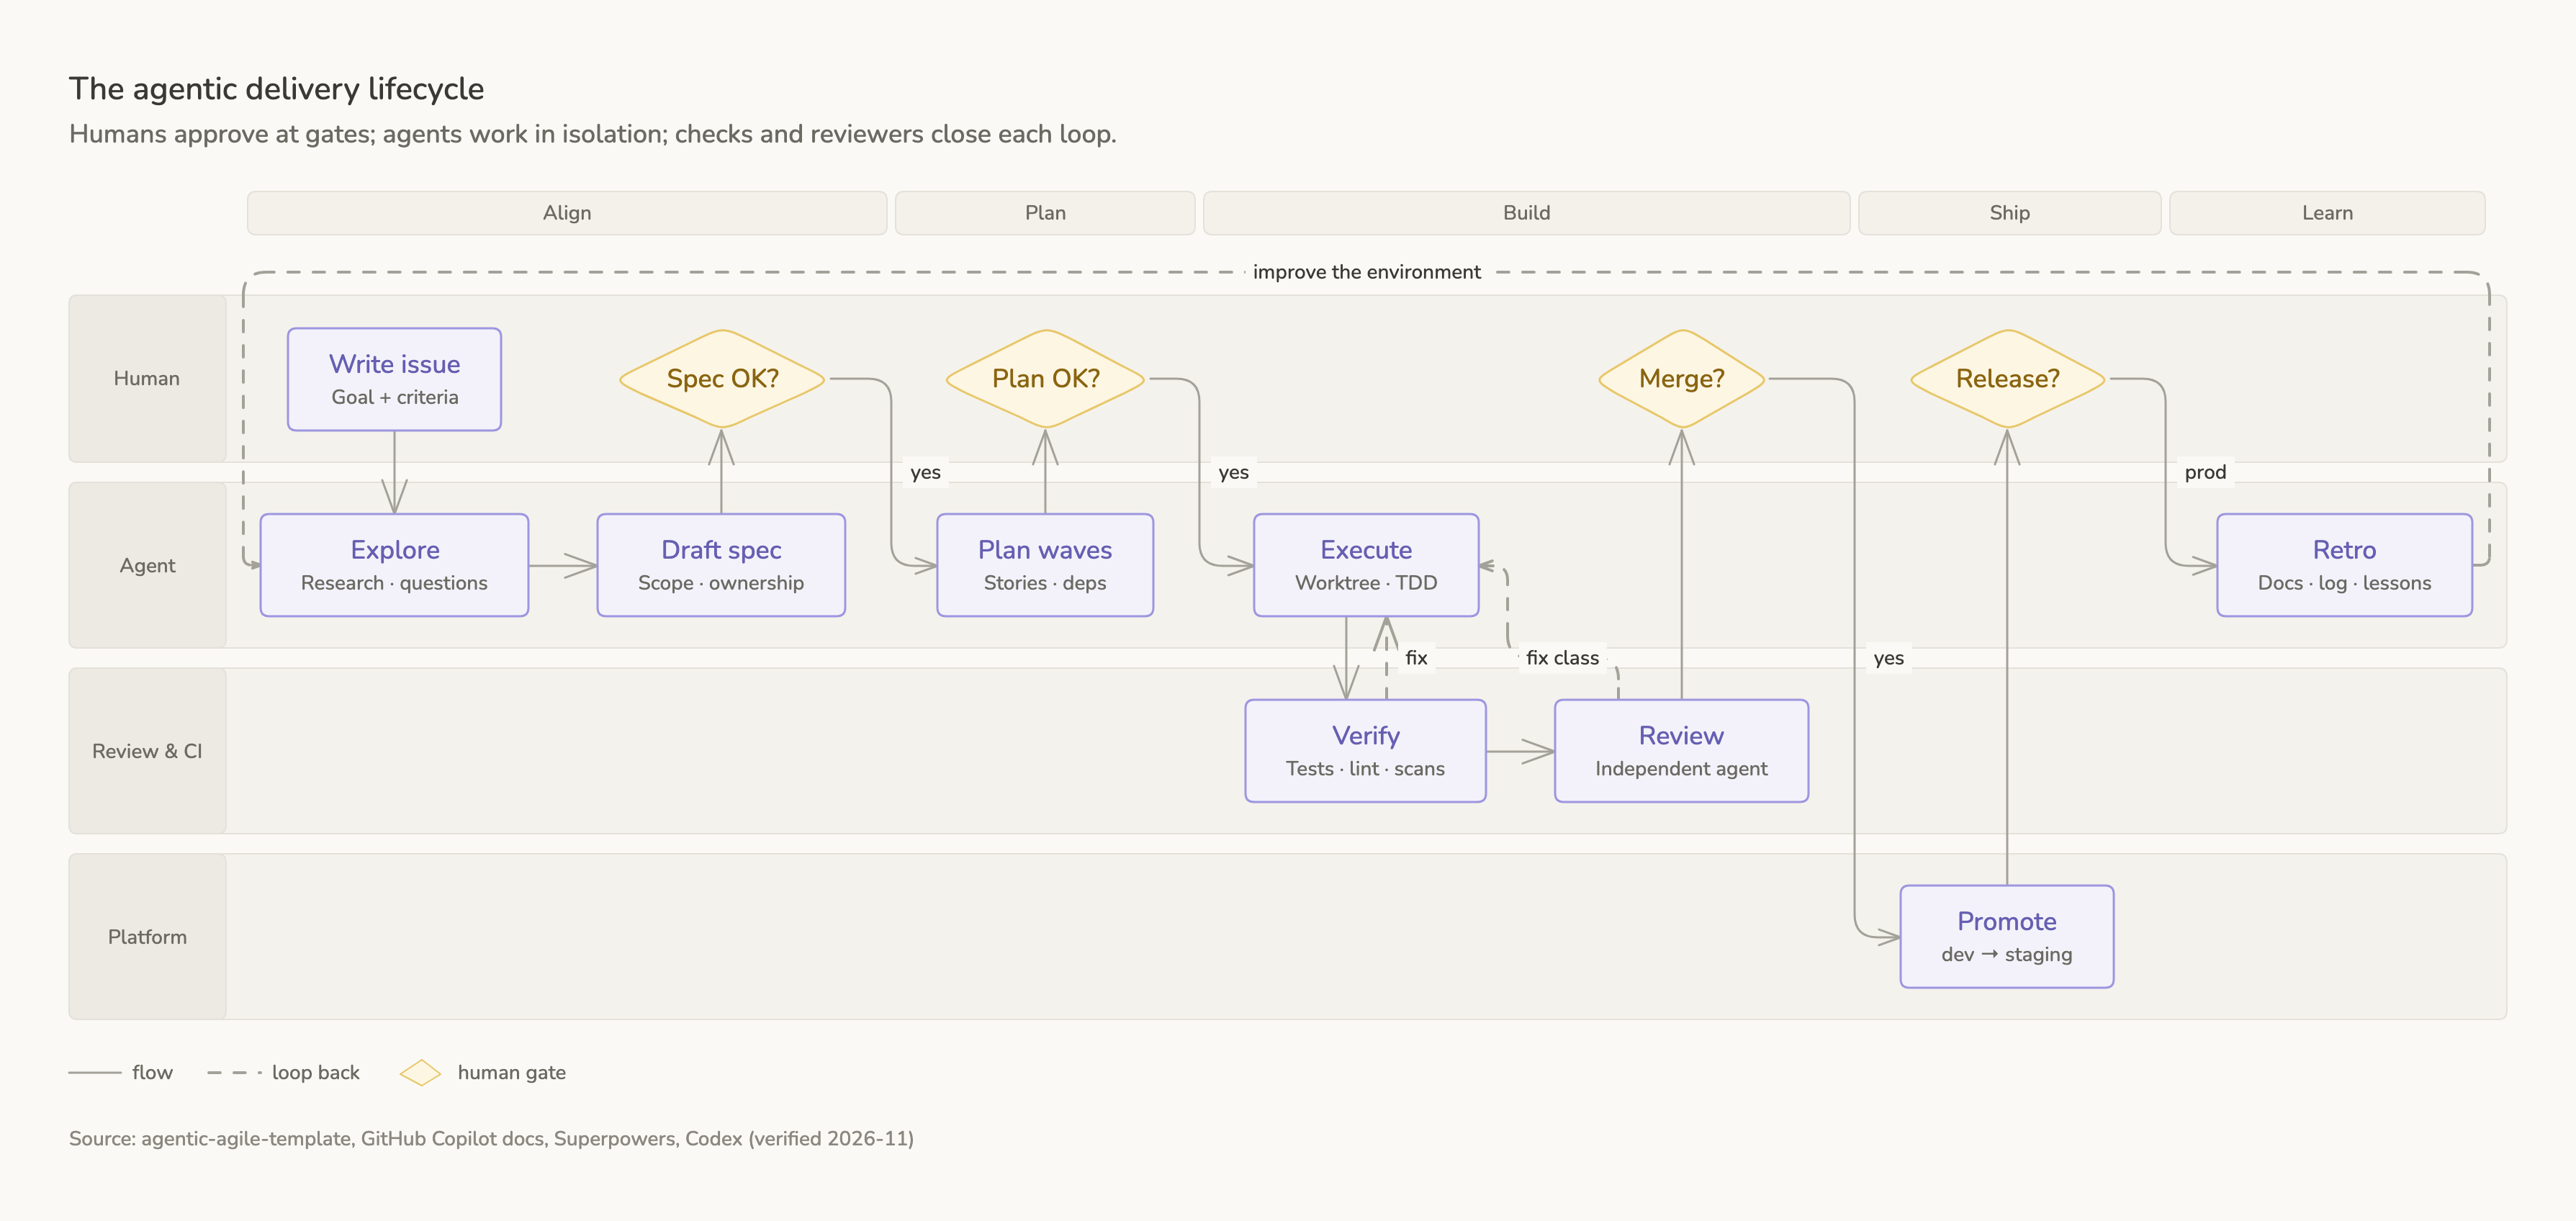 The agentic delivery lifecycle
Humans approve at gates; agents work in isolation; checks and reviewers close each loop.
Align
Plan
Build
Ship
Learn
improve the environment
Human
Write issue
Goal + criteria
Spec OK?
Plan OK?
Merge?
Release?
yes
yes
prod
Agent
Explore
Research · questions
Draft spec
Scope · ownership
Plan waves
Stories · deps
Execute
Worktree · TDD
Retro
Docs · log · lessons
fix
fix class
yes
Review & CI
Verify
Tests · lint · scans
Review
Independent agent
Platform
Promote
dev → staging
flow
loop back
human gate
Source: agentic-agile-template, GitHub Copilot docs, Superpowers, Codex (verified 2026-11)